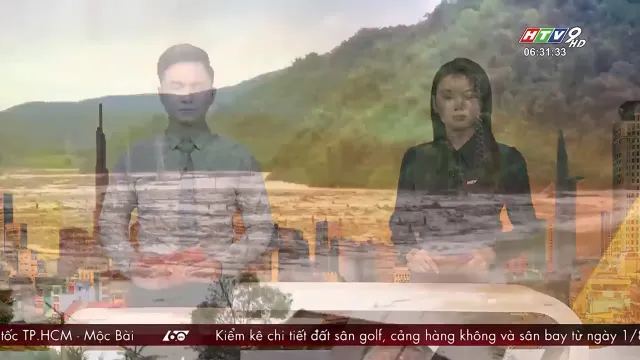 HTV9 HD
06:31:33
tốc TP.HCM - Mộc Bài 60 Kiểm kê chi tiết đất sân golf, cảng hàng không và sân bay từ ngày 1/